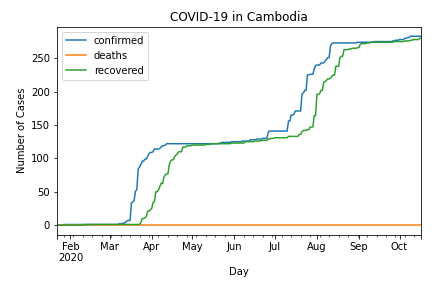 COVID-19 in Cambodia
confirmed
deaths
recovered
Number of Cases
250
200
150
100
50
0
Feb Mar Apr May Jun Jul Aug Sep Oct
2020
Day